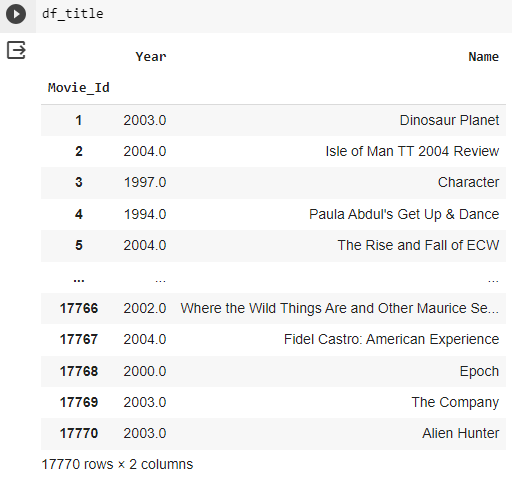 df_title
Year Name
Movie_Id
1 2003.0 Dinosaur Planet
2 2004.0 Isle of Man TT 2004 Review
3 1997.0 Character
4 1994.0 Paula Abdul's Get Up & Dance
5 2004.0 The Rise and Fall of ECW
... ... ...
17766 2002.0 Where the Wild Things Are and Other Maurice Se...
17767 2004.0 Fidel Castro: American Experience
17768 2000.0 Epoch
17769 2003.0 The Company
17770 2003.0 Alien Hunter
17770 rows × 2 columns